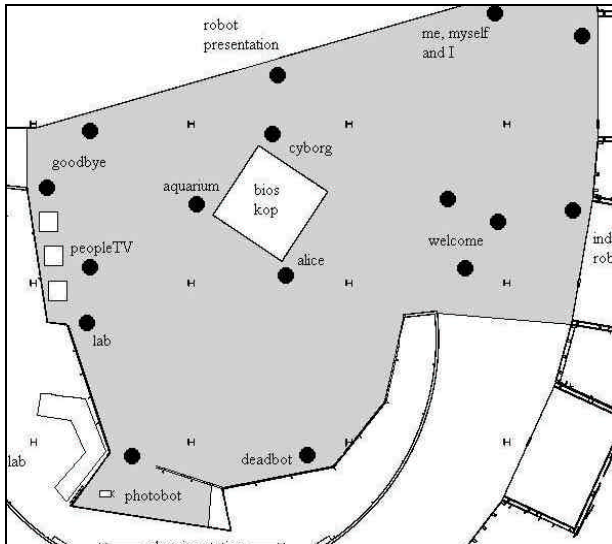 robot
presentation
me, myself
and I
cyborg
goodbye
aquarium
bios
kop
welcome
ind
rob
peopleTV
alice
lab
lab
deadbot
photobot